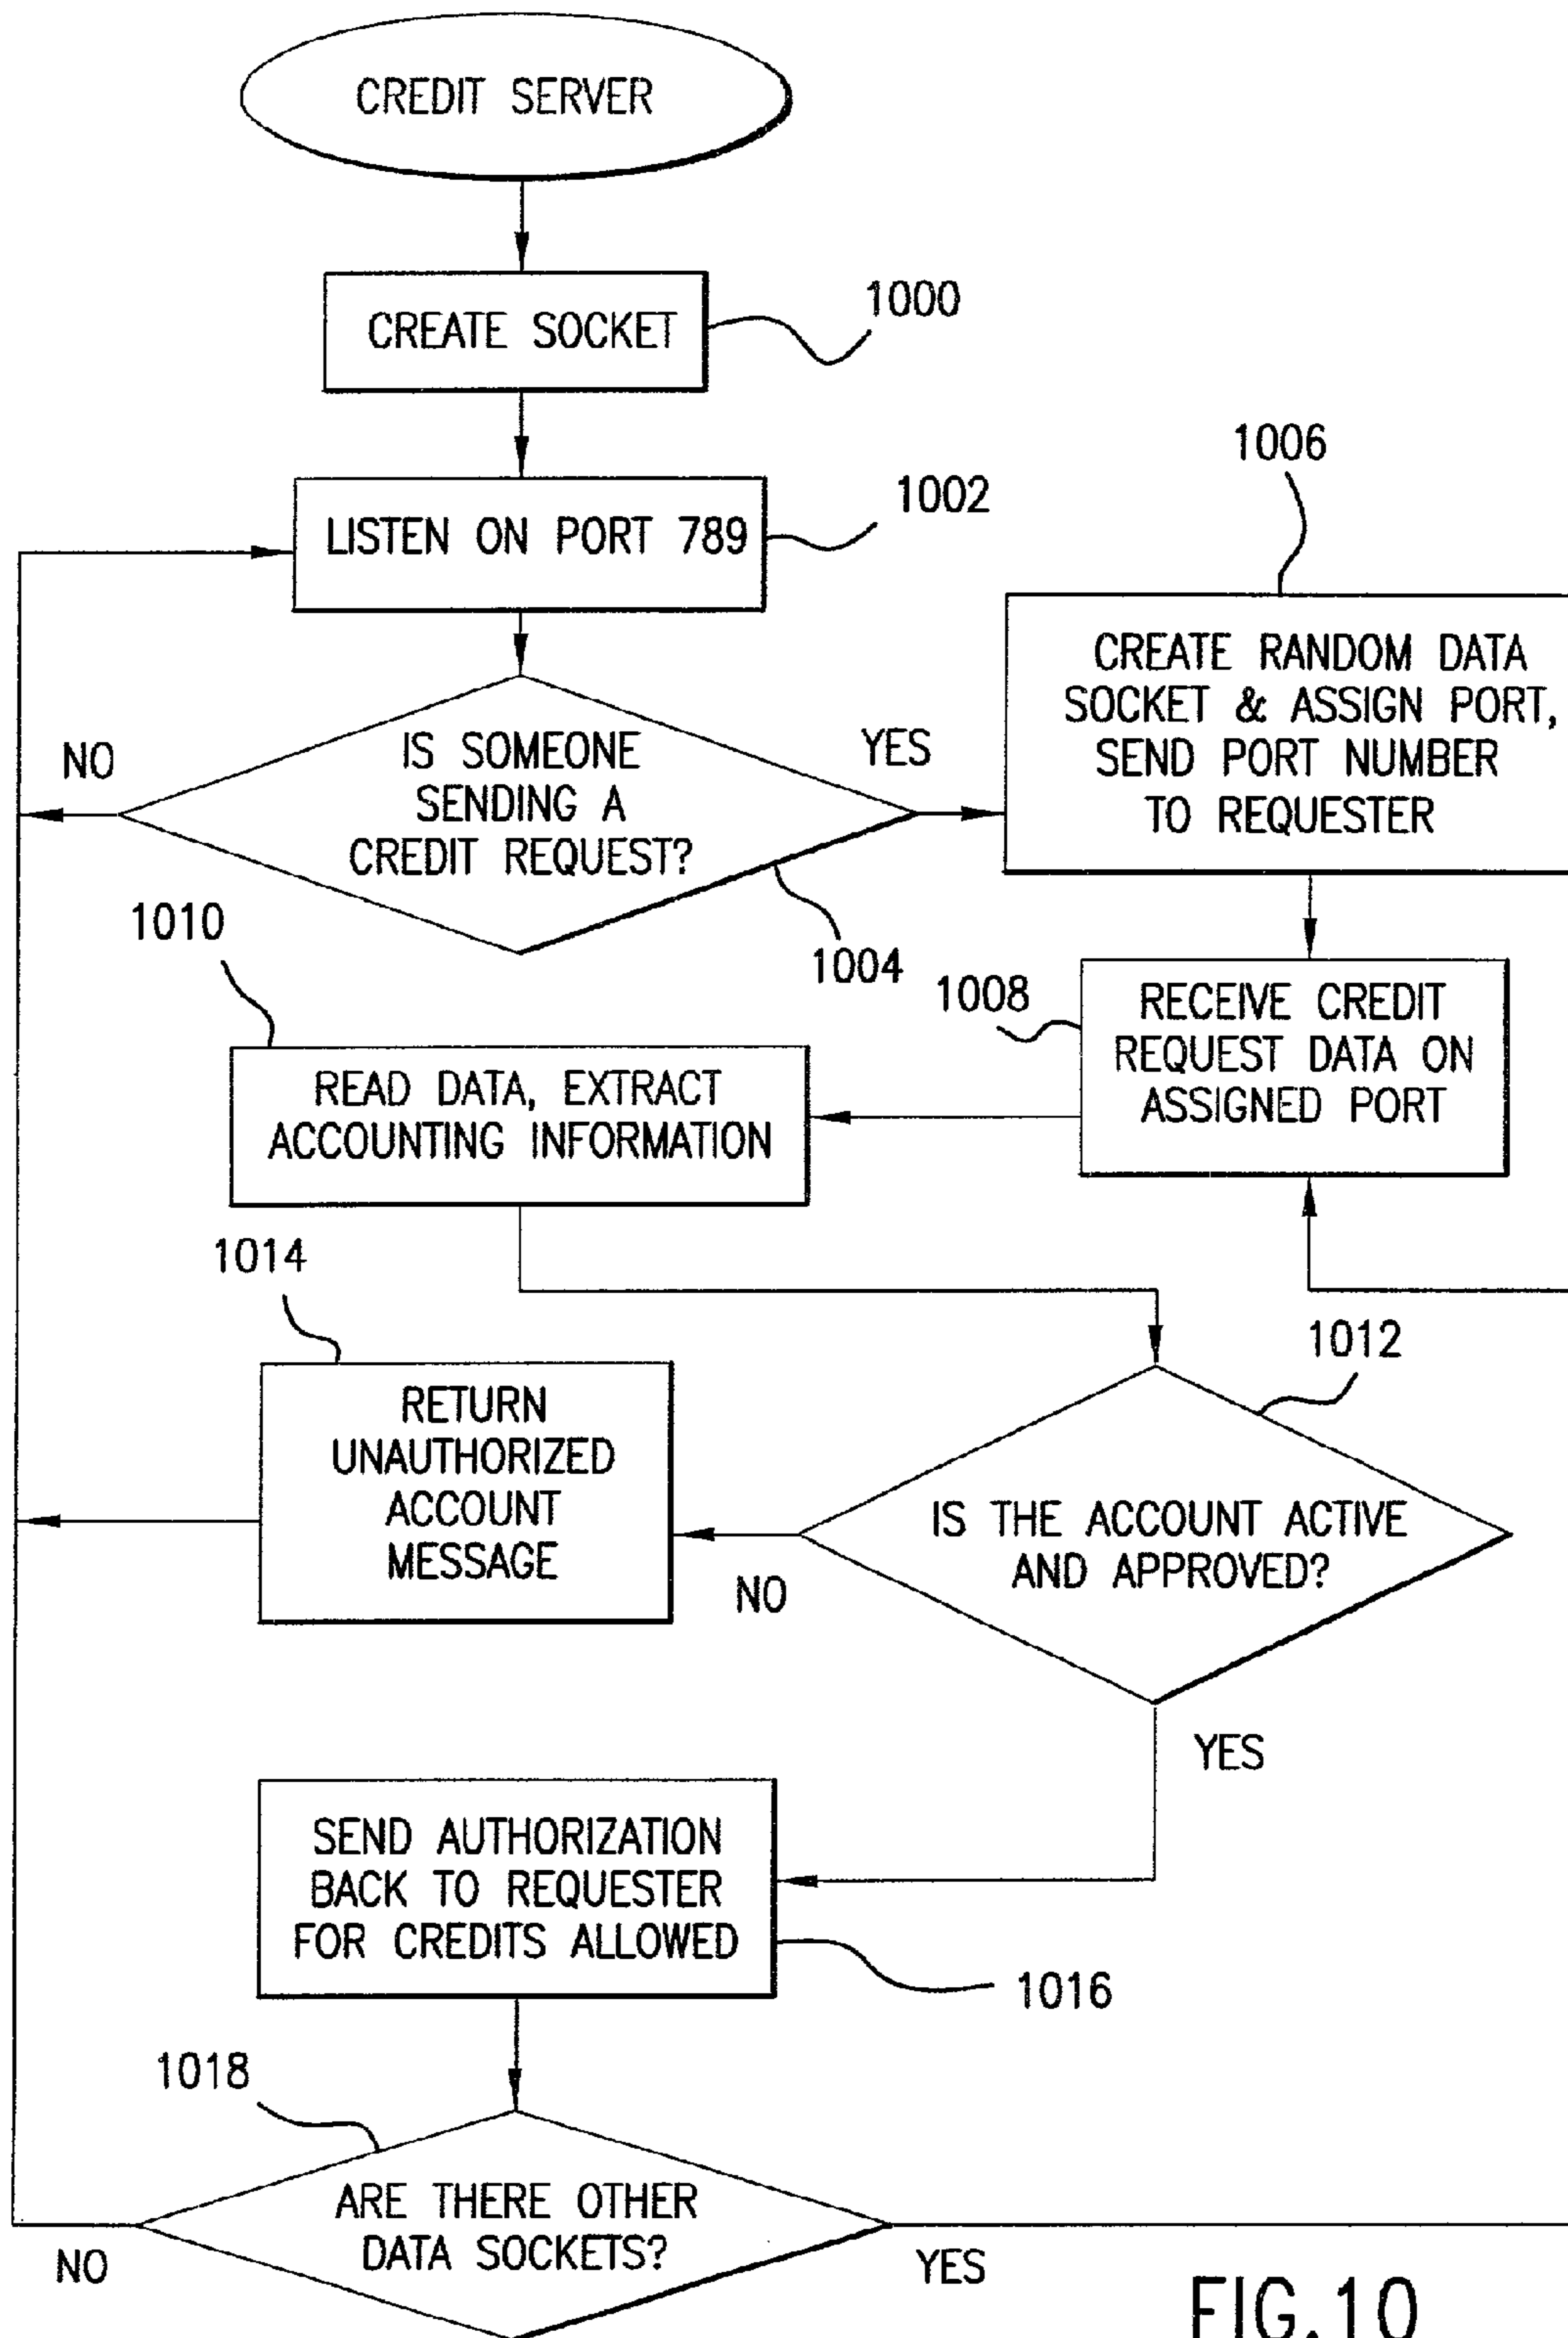 CREDIT SERVER
CREATE SOCKET
1000
LISTEN ON PORT 789
1002
IS SOMEONE
SENDING A
CREDIT REQUEST?
NO
YES
1004
1006
CREATE RANDOM DATA
SOCKET & ASSIGN PORT,
SEND PORT NUMBER
TO REQUESTER
1008
RECEIVE CREDIT
REQUEST DATA ON
ASSIGNED PORT
1010
READ DATA, EXTRACT
ACCOUNTING INFORMATION
1012
IS THE ACCOUNT ACTIVE
AND APPROVED?
NO
YES
1014
RETURN
UNAUTHORIZED
ACCOUNT
MESSAGE
SEND AUTHORIZATION
BACK TO REQUESTER
FOR CREDITS ALLOWED
1016
1018
ARE THERE OTHER
DATA SOCKETS?
NO
YES
FIG.10